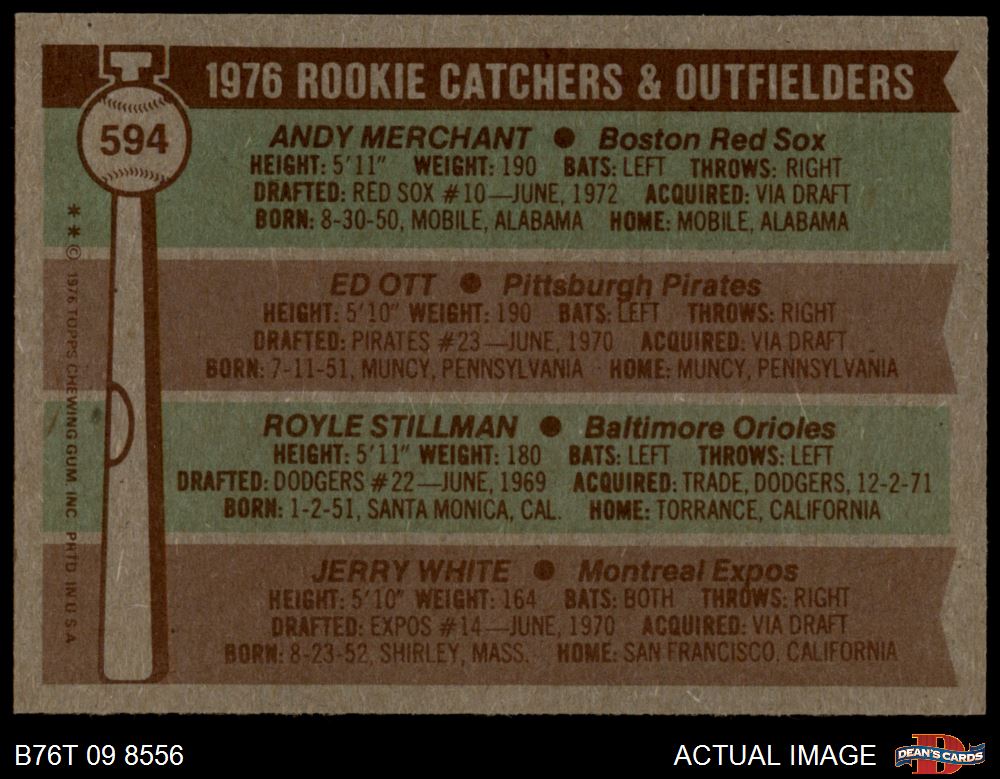 1976 ROOKIE CATCHERS & OUTFIELDERS
594
ANDY MERCHANT ● Boston Red Sox
HEIGHT: 5'11" WEIGHT: 190 BATS: LEFT THROWS: RIGHT
DRAFTED: RED SOX #10—JUNE, 1972 ACQUIRED: VIA DRAFT
BORN: 8-30-50, MOBILE, ALABAMA HOME: MOBILE, ALABAMA
ED OTT ● Pittsburgh Pirates
HEIGHT: 5'10" WEIGHT: 190 BATS: LEFT THROWS: RIGHT
DRAFTED: PIRATES #23—JUNE, 1970 ACQUIRED: VIA DRAFT
BORN: 7-11-51, MUNCY, PENNSYLVANIA HOME: MUNCY, PENNSYLVANIA
ROYLE STILLMAN ● Baltimore Orioles
HEIGHT: 5'11" WEIGHT: 180 BATS: LEFT THROWS: LEFT
DRAFTED: DODGERS #22—JUNE, 1969 ACQUIRED: TRADE, DODGERS, 12-2-71
BORN: 1-2-51, SANTA MONICA, CAL. HOME: TORRANCE, CALIFORNIA
JERRY WHITE ● Montreal Expos
HEIGHT: 5'10" WEIGHT: 164 BATS: BOTH THROWS: RIGHT
DRAFTED: EXPOS #14—JUNE, 1970 ACQUIRED: VIA DRAFT
BORN: 8-23-52, SHIRLEY, MASS. HOME: SAN FRANCISCO, CALIFORNIA
** © 1976 TOPPS CHEWING GUM, INC. PRTD. IN U.S.A.
B76T 09 8556
ACTUAL IMAGE
DEAN'S CARDS